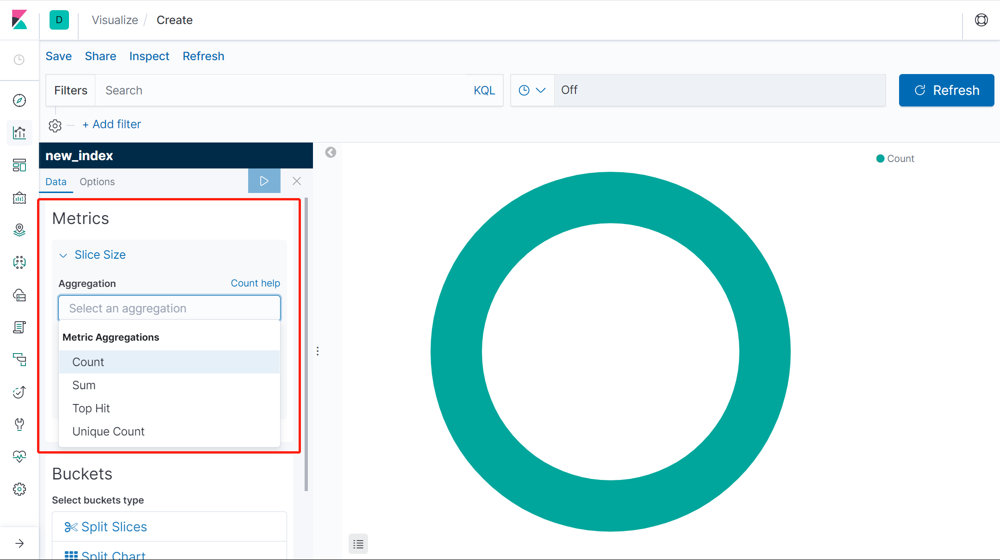 D
Visualize / Create
Save Share Inspect Refresh
Filters Search KQL Off Refresh
+ Add filter
new_index
Data Options
Count
Metrics
Slice Size
Aggregation Count help
Select an aggregation
Metric Aggregations
Count
Sum
Top Hit
Unique Count
Buckets
Select buckets type
Split Slices
Split Chart